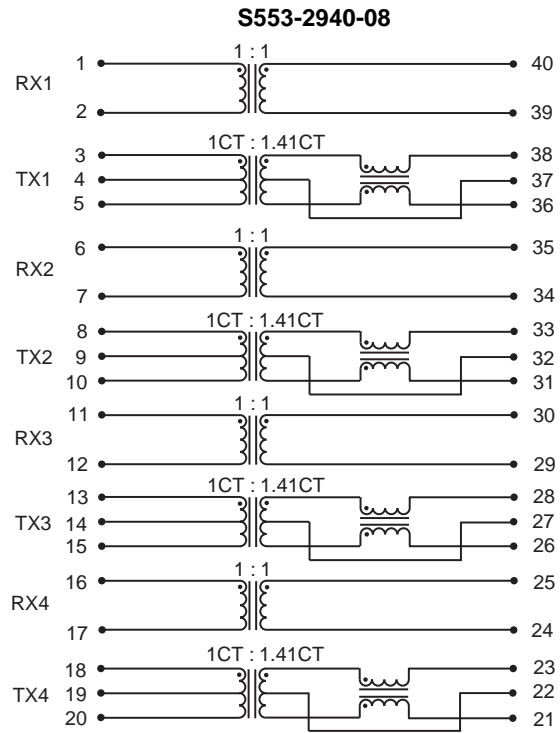 S553-2940-08
1 : 1
1 40
RX1
2 39
1CT : 1.41CT
3 38
TX1 4 37
5 36
1 : 1
6 35
RX2
7 34
1CT : 1.41CT
8 33
TX2 9 32
10 31
1 : 1
11 30
RX3
12 29
1CT : 1.41CT
13 28
TX3 14 27
15 26
1 : 1
16 25
RX4
17 24
1CT : 1.41CT
18 23
TX4 19 22
20 21